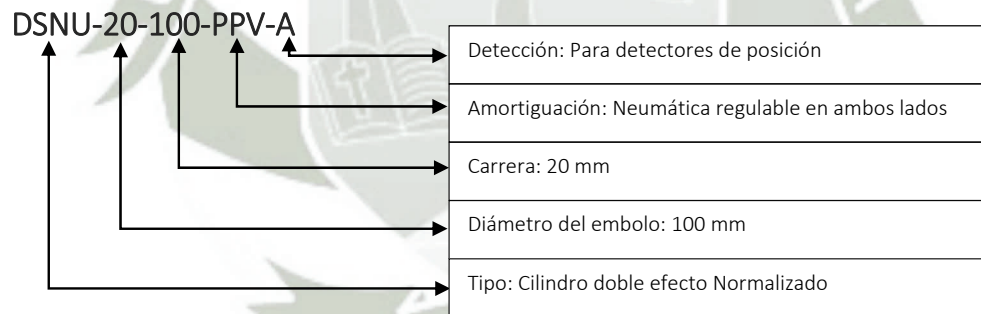 DSNU-20-100-PPV-A
Detección: Para detectores de posición
Amortiguación: Neumática regulable en ambos lados
Carrera: 20 mm
Diámetro del embolo: 100 mm
Tipo: Cilindro doble efecto Normalizado